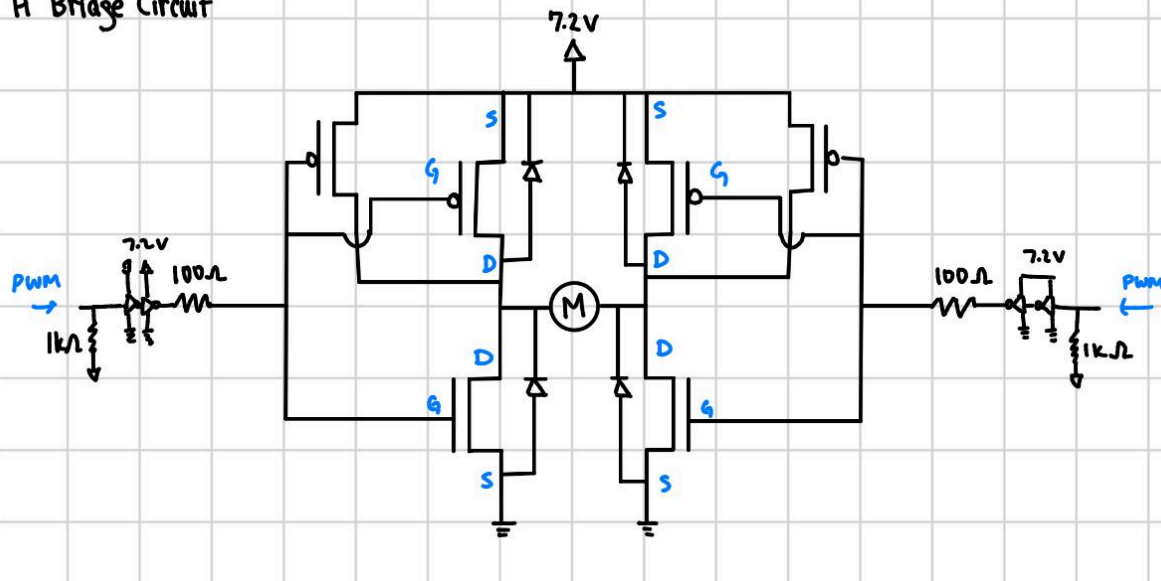 H Bridge Circuit
7.2V
S
S
G
G
7.2V
7.2V
D
D
PWM
100Ω
100Ω
PWM
M
1kΩ
1kΩ
D
D
G
G
S
S